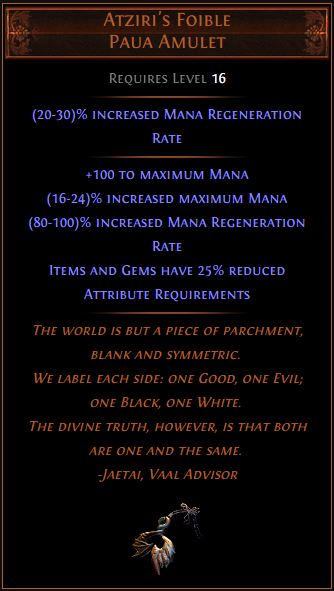 Atziri's Foible
Paua Amulet
Requires Level 16
(20-30)% increased Mana Regeneration
Rate
+100 to maximum Mana
(16-24)% increased maximum Mana
(80-100)% increased Mana Regeneration
Rate
Items and Gems have 25% reduced
Attribute Requirements
The world is but a piece of parchment,
blank and symmetric.
We label each side: one Good, one Evil;
one Black, one White.
The divine truth, however, is that both
are one and the same.
-Jaetai, Vaal Advisor